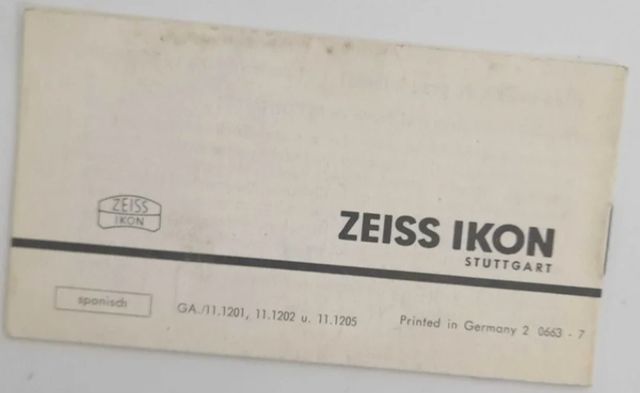 ZEISS
IKON
ZEISS IKON
STUTTGART
spanisch
GA./11.1201, 11.1202 u. 11.1205
Printed in Germany 2 0663 - 7